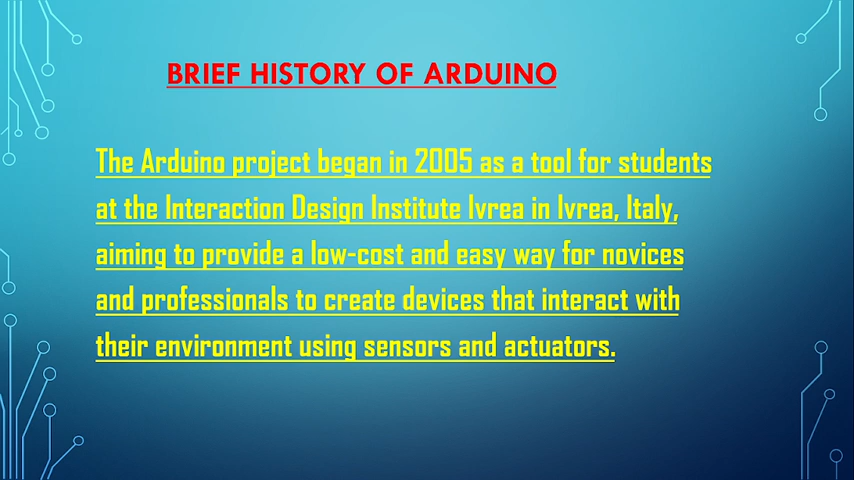 BRIEF HISTORY OF ARDUINO
The Arduino project began in 2005 as a tool for students
at the Interaction Design Institute Ivrea in Ivrea, Italy,
aiming to provide a low-cost and easy way for novices
and professionals to create devices that interact with
their environment using sensors and actuators.